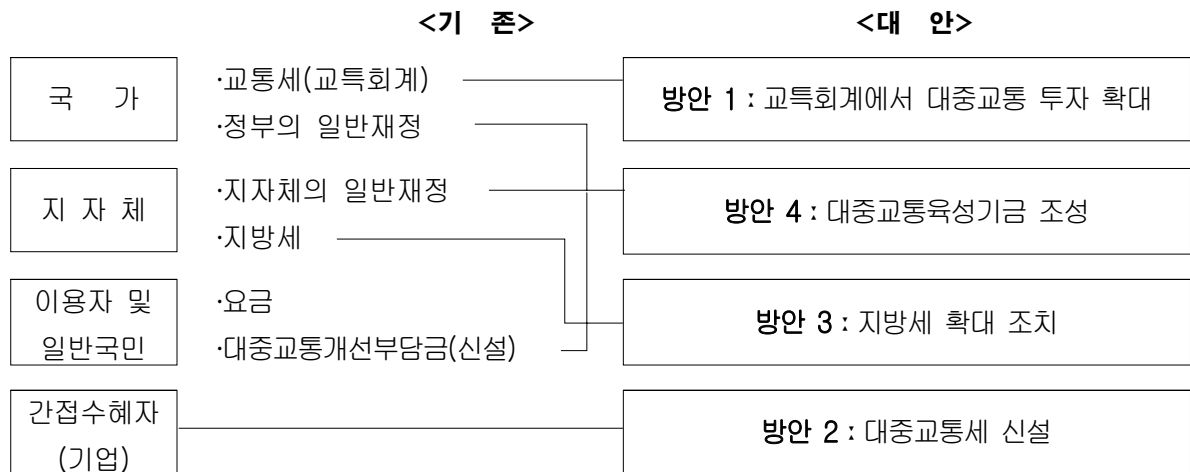 <기 존> <대 안>
국 가
·교통세(교특회계)
·정부의 일반재정
방안 1 : 교특회계에서 대중교통 투자 확대
지 자 체
·지자체의 일반재정
·지방세
방안 4 : 대중교통육성기금 조성
이용자 및
일반국민
·요금
·대중교통개선부담금(신설)
방안 3 : 지방세 확대 조치
간접수혜자
(기업)
방안 2 : 대중교통세 신설